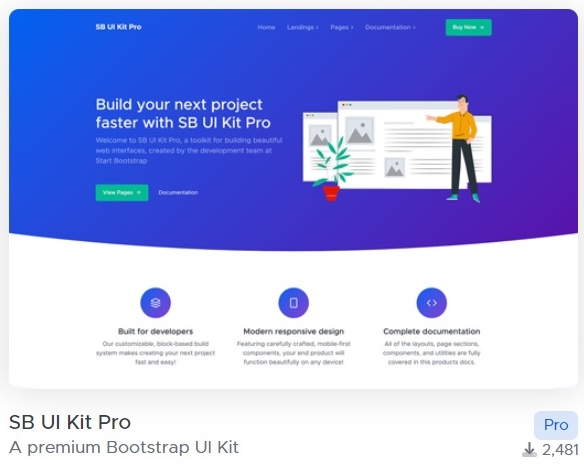 SB UI Kit Pro
Home Landings Pages Documentation Buy Now
Build your next project
faster with SB UI Kit Pro
Welcome to SB UI Kit Pro, a toolkit for building beautiful
web interfaces, created by the development team at
Start Bootstrap
View Pages Documentation
Built for developers
Our customizable, block-based build
system makes creating your next project
fast and easy!
Modern responsive design
Featuring carefully crafted, mobile-first
components, your end product will
function beautifully on any device!
Complete documentation
All of the layouts, page sections,
components, and utilities are fully
covered in this products docs.
SB UI Kit Pro
Pro
A premium Bootstrap UI Kit
2,481